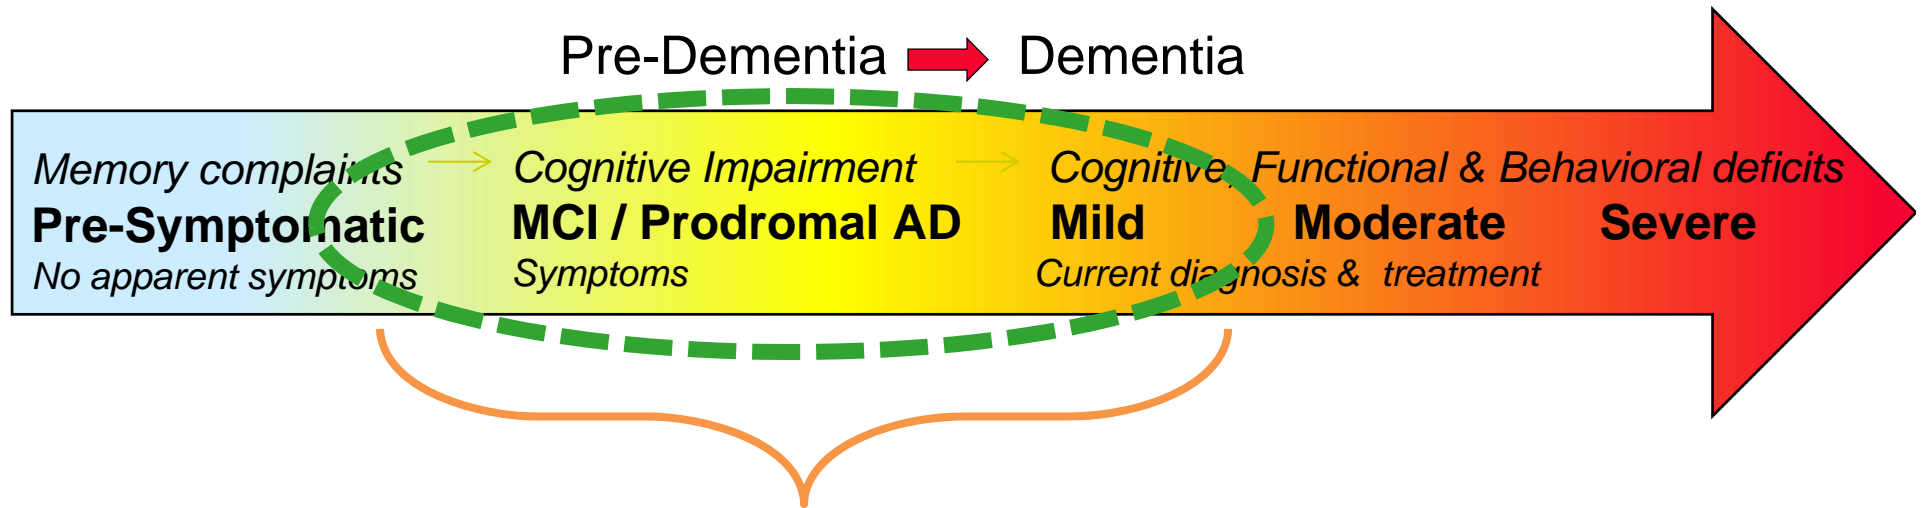 Pre-Dementia Dementia
Memory complaints Cognitive Impairment Cognitive, Functional & Behavioral deficits
Pre-Symptomatic MCI / Prodromal AD Mild Moderate Severe
No apparent symptoms Symptoms Current diagnosis & treatment